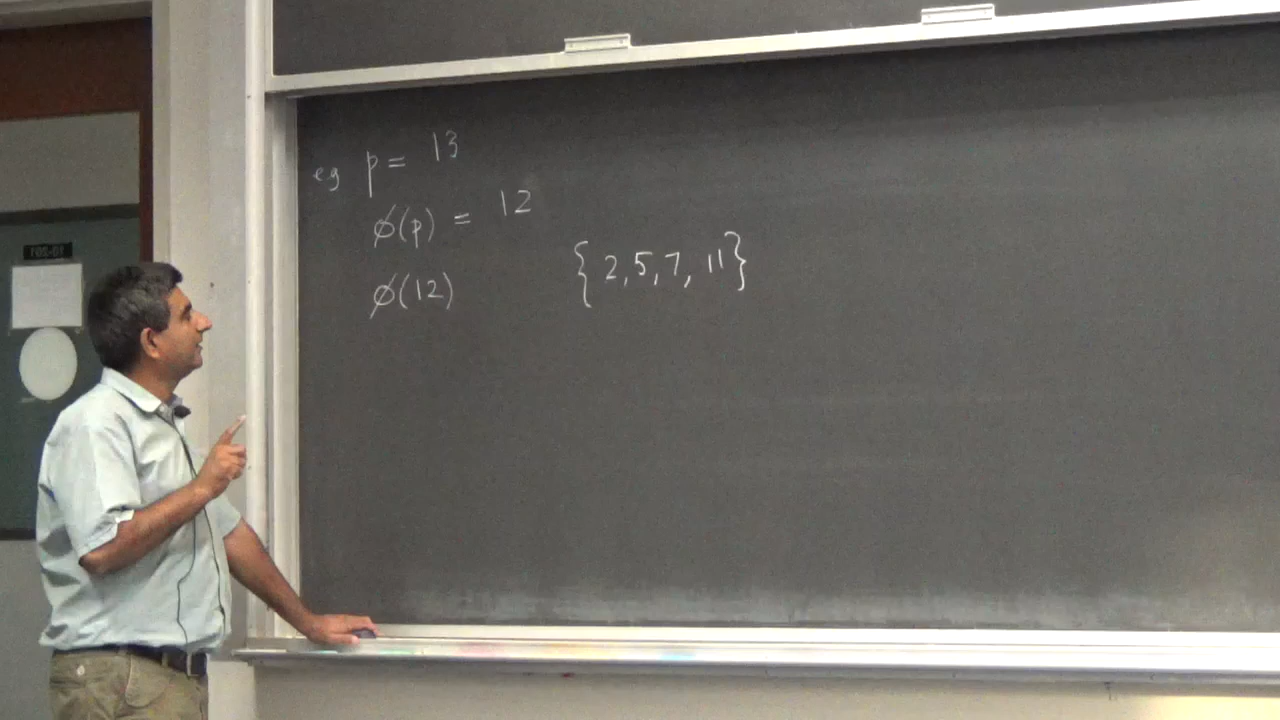 eg p = 13
ϕ(p) = 12
ϕ(12) {2, 5, 7, 11}